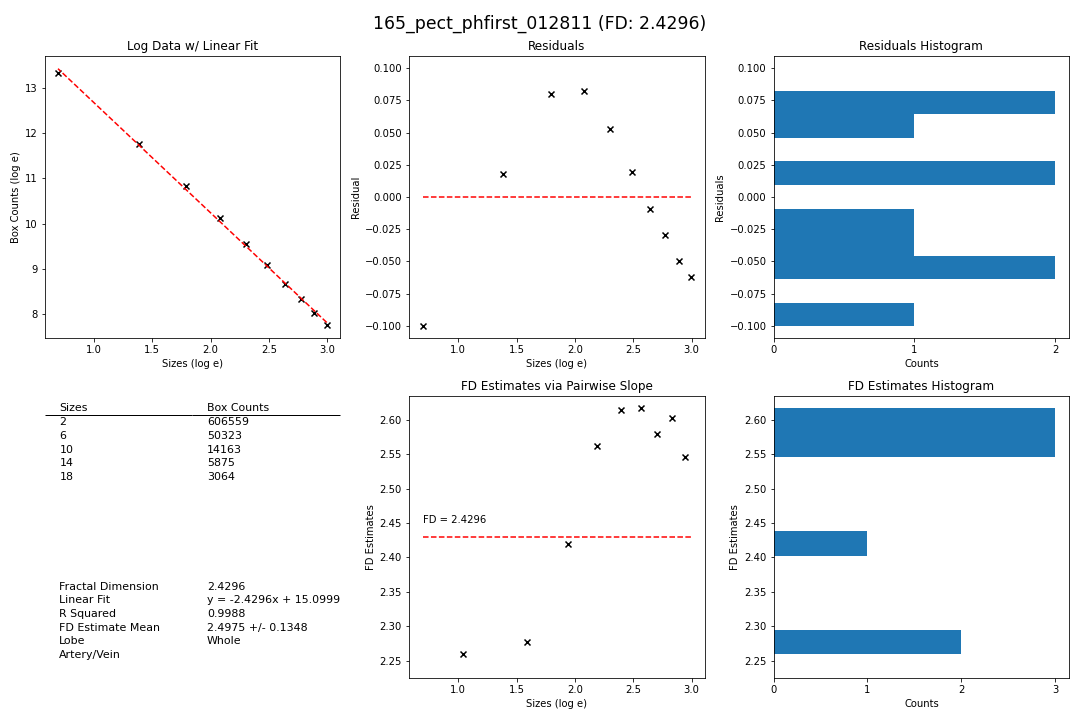 165_pect_phfirst_012811 (FD: 2.4296)
Log Data w/ Linear Fit
Box Counts (log e)
13
12
11
10
9
8
1.0 1.5 2.0 2.5 3.0
Sizes (log e)
Residuals
Residual
0.100
0.075
0.050
0.025
0.000
−0.025
−0.050
−0.075
−0.100
1.0 1.5 2.0 2.5 3.0
Sizes (log e)
Residuals Histogram
Residuals
0.100
0.075
0.050
0.025
0.000
−0.025
−0.050
−0.075
−0.100
0 1 2
Counts
Sizes Box Counts
2 606559
6 50323
10 14163
14 5875
18 3064
Fractal Dimension 2.4296
Linear Fit y = -2.4296x + 15.0999
R Squared 0.9988
FD Estimate Mean 2.4975 +/- 0.1348
Lobe Whole
Artery/Vein
FD Estimates via Pairwise Slope
FD Estimates
2.60
2.55
2.50
2.45
2.40
2.35
2.30
2.25
FD = 2.4296
1.0 1.5 2.0 2.5 3.0
Sizes (log e)
FD Estimates Histogram
FD Estimates
2.60
2.55
2.50
2.45
2.40
2.35
2.30
2.25
0 1 2 3
Counts